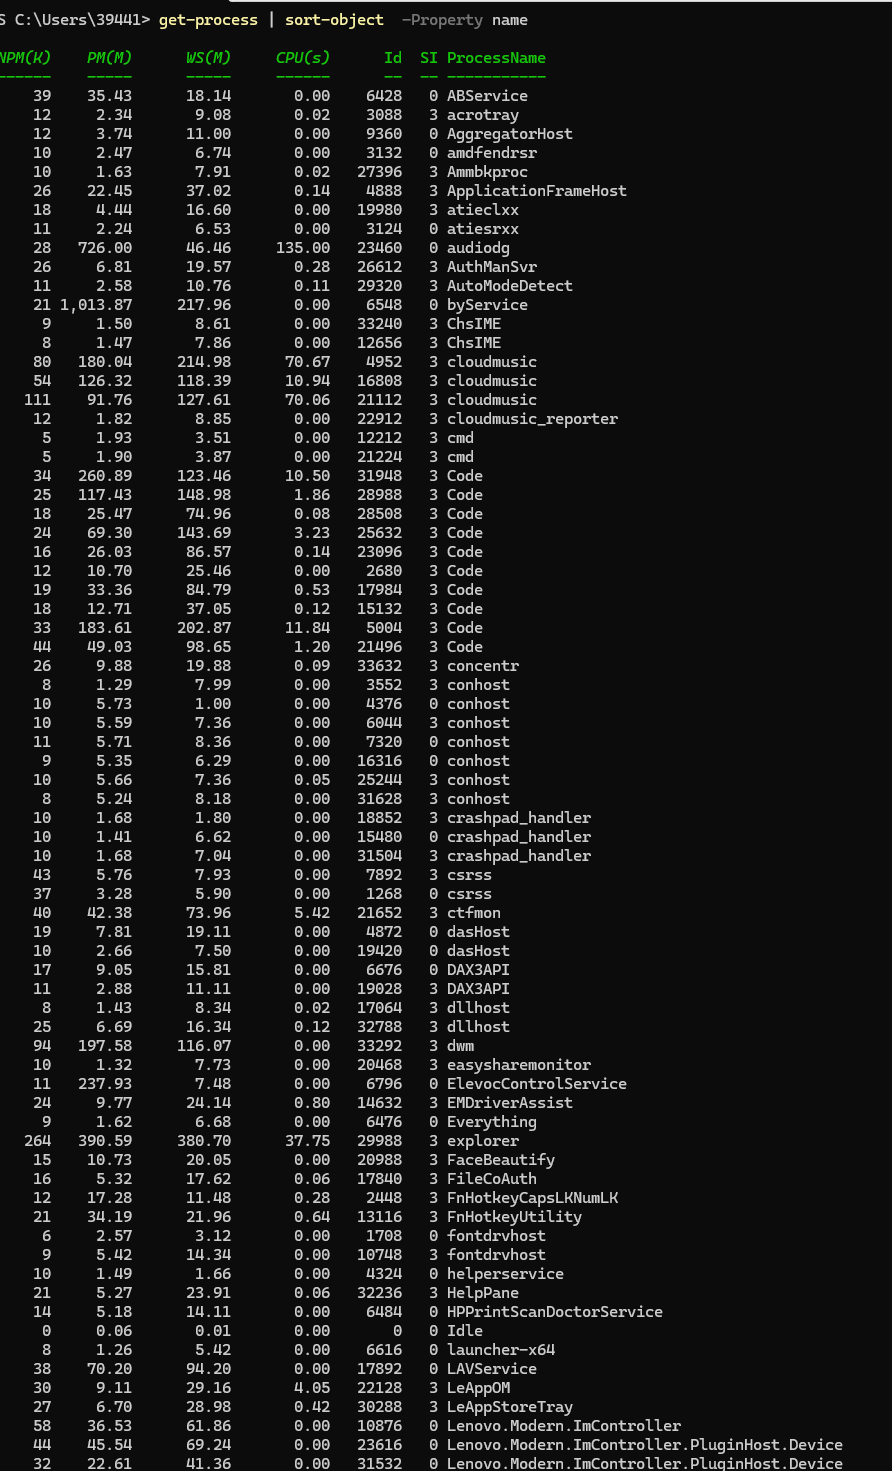 S C:\Users\39441> get-process | sort-object  -Property name
NPM(K)    PM(M)      WS(M)     CPU(s)      Id  SI ProcessName
------    -----      -----     ------      --  -- -----------
39    35.43      18.14       0.00    6428   0 ABService
12     2.34       9.08       0.02    3088   3 acrotray
12     3.74      11.00       0.00    9360   0 AggregatorHost
10     2.47       6.74       0.00    3132   0 amdfendrsr
10     1.63       7.91       0.02   27396   3 Ammbkproc
26    22.45      37.02       0.14    4888   3 ApplicationFrameHost
18     4.44      16.60       0.00   19980   3 atieclxx
11     2.24       6.53       0.00    3124   0 atiesrxx
28   726.00      46.46     135.00   23460   0 audiodg
26     6.81      19.57       0.28   26612   3 AuthManSvr
11     2.58      10.76       0.11   29320   3 AutoModeDetect
21 1,013.87     217.96       0.00    6548   0 byService
9     1.50       8.61       0.00   33240   3 ChsIME
8     1.47       7.86       0.00   12656   3 ChsIME
80   180.04     214.98      70.67    4952   3 cloudmusic
54   126.32     118.39      10.94   16808   3 cloudmusic
111    91.76     127.61      70.06   21112   3 cloudmusic
12     1.82       8.85       0.00   22912   3 cloudmusic_reporter
5     1.93       3.51       0.00   12212   3 cmd
5     1.90       3.87       0.00   21224   3 cmd
34   260.89     123.46      10.50   31948   3 Code
25   117.43     148.98       1.86   28988   3 Code
18    25.47      74.96       0.08   28508   3 Code
24    69.30     143.69       3.23   25632   3 Code
16    26.03      86.57       0.14   23096   3 Code
12    10.70      25.46       0.00    2680   3 Code
19    33.36      84.79       0.53   17984   3 Code
18    12.71      37.05       0.12   15132   3 Code
33   183.61     202.87      11.84    5004   3 Code
44    49.03      98.65       1.20   21496   3 Code
26     9.88      19.88       0.09   33632   3 concentr
8     1.29       7.99       0.00    3552   3 conhost
10     5.73       1.00       0.00    4376   0 conhost
10     5.59       7.36       0.00    6044   3 conhost
11     5.71       8.36       0.00    7320   0 conhost
9     5.35       6.29       0.00   16316   0 conhost
10     5.66       7.36       0.05   25244   3 conhost
8     5.24       8.18       0.00   31628   3 conhost
10     1.68       1.80       0.00   18852   3 crashpad_handler
10     1.41       6.62       0.00   15480   0 crashpad_handler
10     1.68       7.04       0.00   31504   3 crashpad_handler
43     5.76       7.93       0.00    7892   3 csrss
37     3.28       5.90       0.00    1268   0 csrss
40    42.38      73.96       5.42   21652   3 ctfmon
19     7.81      19.11       0.00    4872   0 dasHost
10     2.66       7.50       0.00   19420   0 dasHost
17     9.05      15.81       0.00    6676   0 DAX3API
11     2.88      11.11       0.00   19028   3 DAX3API
8     1.43       8.34       0.02   17064   3 dllhost
25     6.69      16.34       0.12   32788   3 dllhost
94   197.58     116.07       0.00   33292   3 dwm
10     1.32       7.73       0.00   20468   3 easysharemonitor
11   237.93       7.48       0.00    6796   0 ElevocControlService
24     9.77      24.14       0.80   14632   3 EMDriverAssist
9     1.62       6.68       0.00    6476   0 Everything
264   390.59     380.70      37.75   29988   3 explorer
15    10.73      20.05       0.00   20988   3 FaceBeautify
16     5.32      17.62       0.06   17840   3 FileCoAuth
12    17.28      11.48       0.28    2448   3 FnHotkeyCapsLKNumLK
21    34.19      21.96       0.64   13116   3 FnHotkeyUtility
6     2.57       3.12       0.00    1708   0 fontdrvhost
9     5.42      14.34       0.00   10748   3 fontdrvhost
10     1.49       1.66       0.00    4324   0 helperservice
21     5.27      23.91       0.06   32236   3 HelpPane
14     5.18      14.11       0.00    6484   0 HPPrintScanDoctorService
0     0.06       0.01       0.00       0   0 Idle
8     1.26       5.42       0.00    6616   0 launcher-x64
38    70.20      94.20       0.00   17892   0 LAVService
30     9.11      29.16       4.05   22128   3 LeAppOM
27     6.70      28.98       0.42   30288   3 LeAppStoreTray
58    36.53      61.86       0.00   10876   0 Lenovo.Modern.ImController
44    45.54      69.24       0.00   23616   0 Lenovo.Modern.ImController.PluginHost.Device
32    22.61      41.36       0.00   31532   0 Lenovo.Modern.ImController.PluginHost.Device